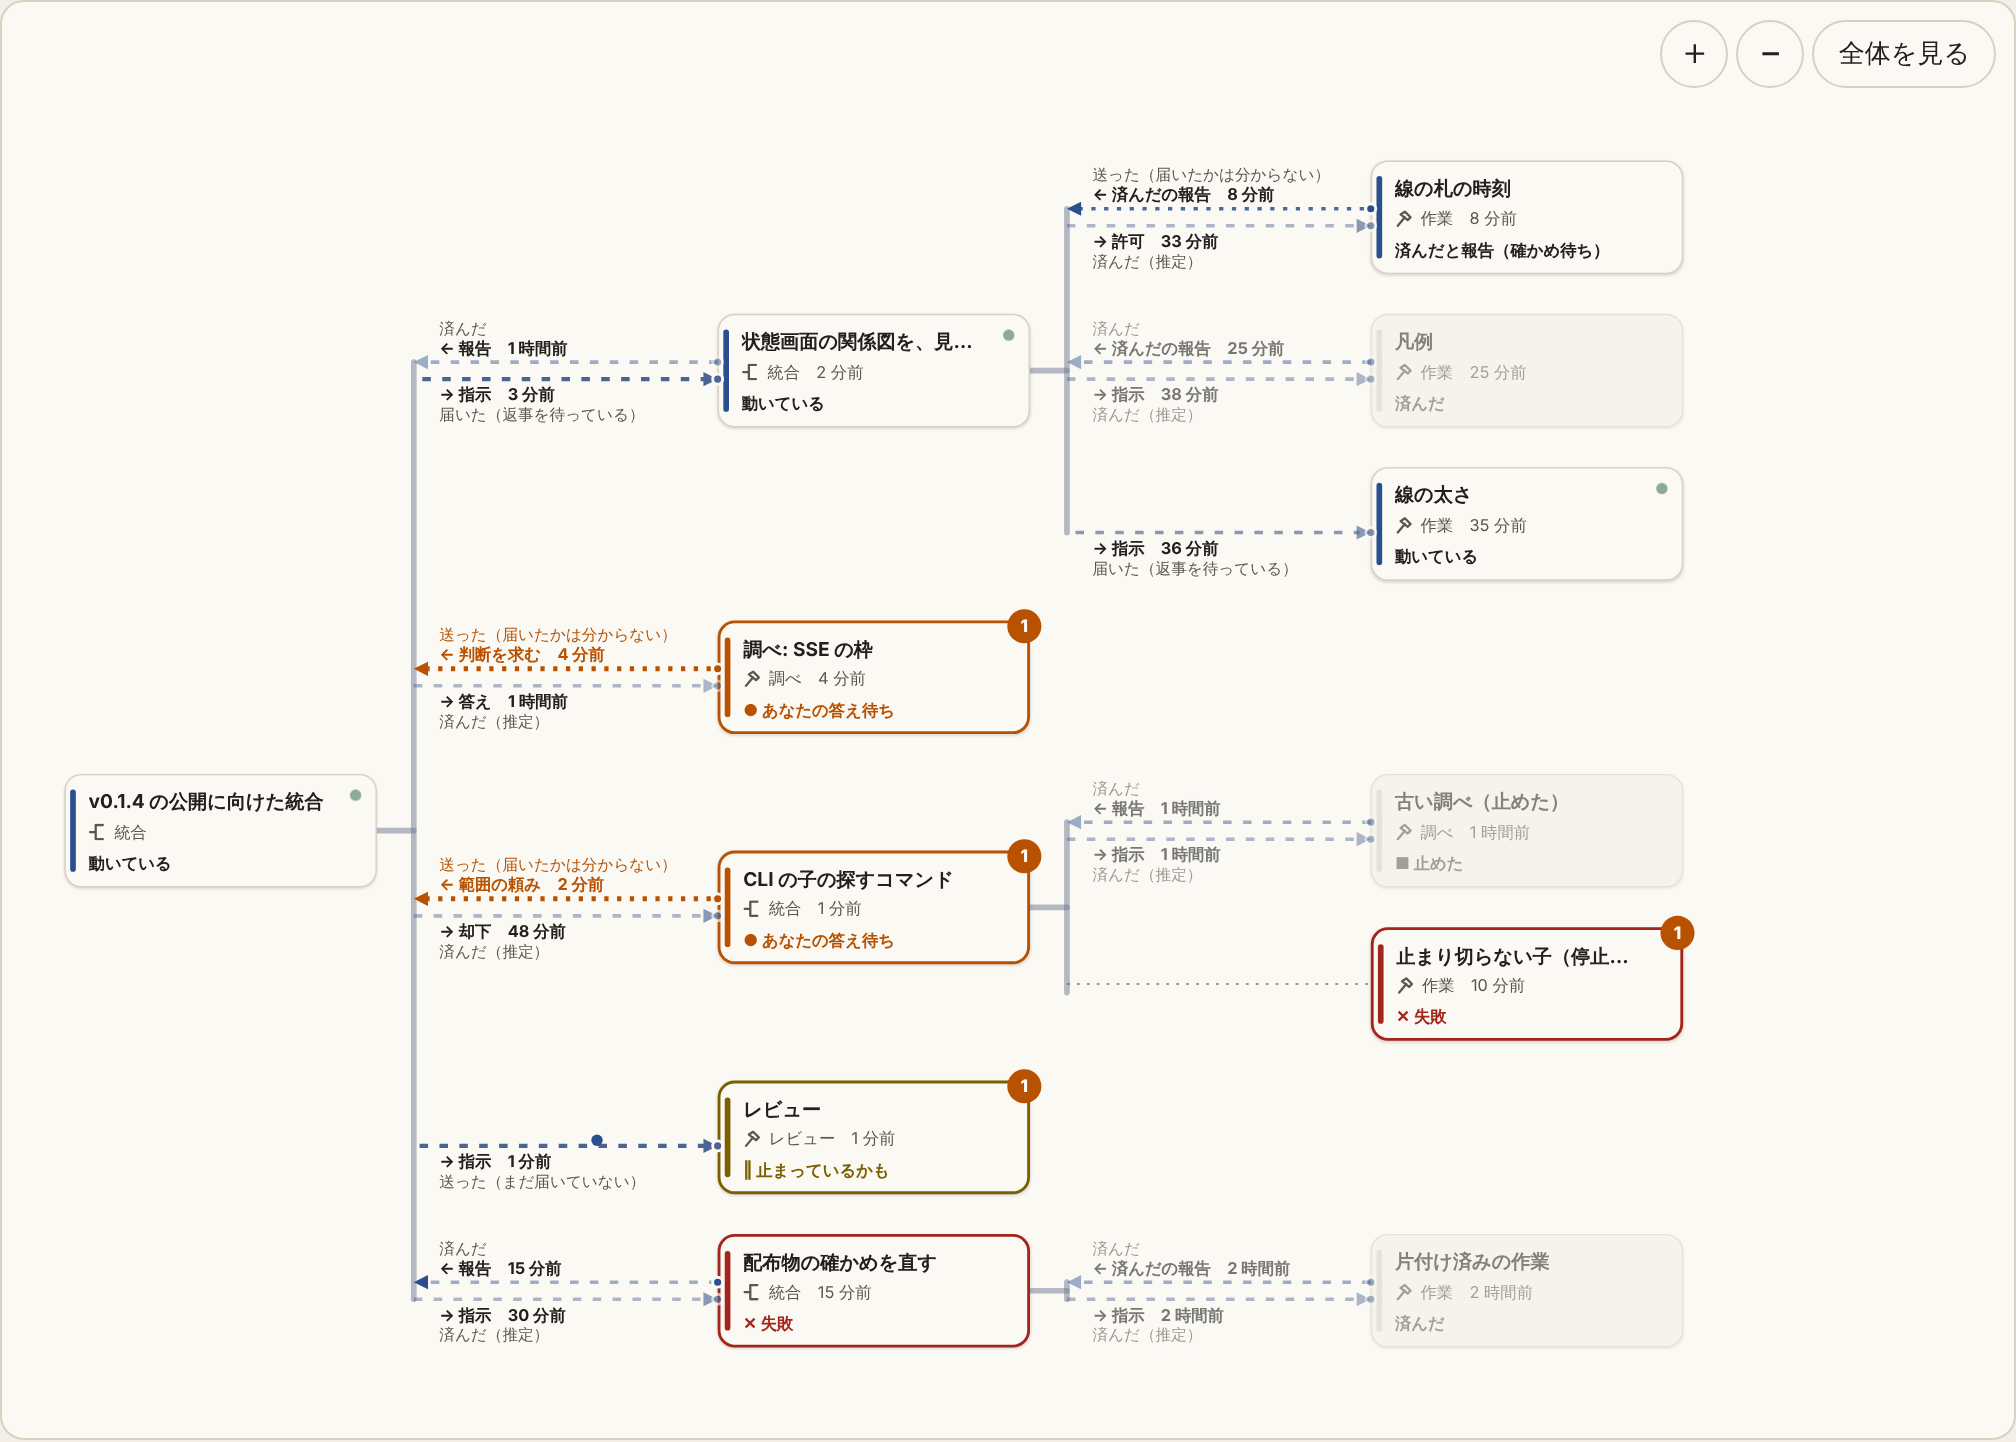 +
−
全体を見る
送った（届いたかは分からない）
← 済んだの報告 8 分前
→ 許可 33 分前
済んだ（推定）
線の札の時刻
作業 8 分前
済んだと報告（確かめ待ち）
済んだ
← 報告 1 時間前
→ 指示 3 分前
届いた（返事を待っている）
状態画面の関係図を、見…
統合 2 分前
動いている
済んだ
← 済んだの報告 25 分前
→ 指示 38 分前
済んだ（推定）
凡例
作業 25 分前
済んだ
→ 指示 36 分前
届いた（返事を待っている）
線の太さ
作業 35 分前
動いている
送った（届いたかは分からない）
← 判断を求む 4 分前
→ 答え 1 時間前
済んだ（推定）
1
調べ: SSE の枠
調べ 4 分前
あなたの答え待ち
v0.1.4 の公開に向けた統合
統合
動いている
送った（届いたかは分からない）
← 範囲の頼み 2 分前
→ 却下 48 分前
済んだ（推定）
1
CLI の子の探すコマンド
統合 1 分前
あなたの答え待ち
済んだ
← 報告 1 時間前
→ 指示 1 時間前
済んだ（推定）
古い調べ（止めた）
調べ 1 時間前
止めた
1
止まり切らない子（停止…
作業 10 分前
× 失敗
→ 指示 1 分前
送った（まだ届いていない）
1
レビュー
レビュー 1 分前
止まっているかも
済んだ
← 報告 15 分前
→ 指示 30 分前
済んだ（推定）
配布物の確かめを直す
統合 15 分前
× 失敗
済んだ
← 済んだの報告 2 時間前
→ 指示 2 時間前
済んだ（推定）
片付け済みの作業
作業 2 時間前
済んだ